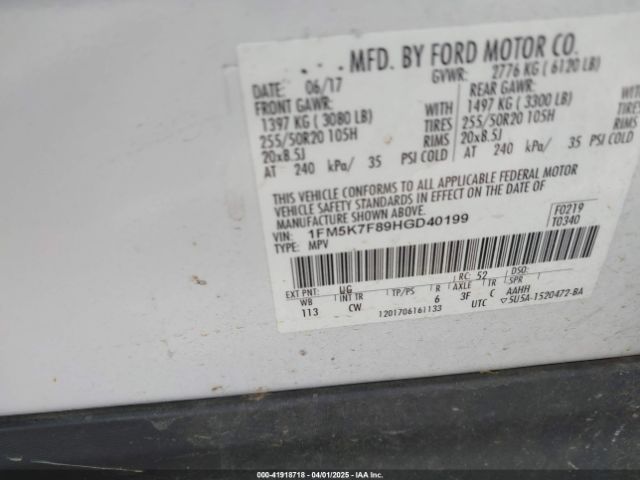 MFD. BY FORD MOTOR CO.
DATE: 06/17 GVWR: 2776 KG ( 6120 LB)
FRONT GAWR: REAR GAWR:
1397 KG ( 3080 LB) WITH 1497 KG ( 3300 LB) WITH
255/50R20 105H TIRES 255/50R20 105H TIRES
20x8.5J RIMS 20x8.5J RIMS
AT 240 kPa/ 35 PSI COLD AT 240 kPa/ 35 PSI COLD
THIS VEHICLE CONFORMS TO ALL APPLICABLE FEDERAL MOTOR
VEHICLE SAFETY STANDARDS IN EFFECT ON THE DATE OF
MANUFACTURE SHOWN ABOVE.
VIN: 1FM5K7F89HGD40199 F0219
TYPE: MPV T0340
EXT PNT: UG RC: 52 DSO:
WB INT TR TP/PS R AXLE TR SPR
113 CW 6 3F C AAHH
1201706161133 UTC ▽5U5A-1520472-BA
000-41918718 - 04/01/2025 - Copart, IAA Inc.